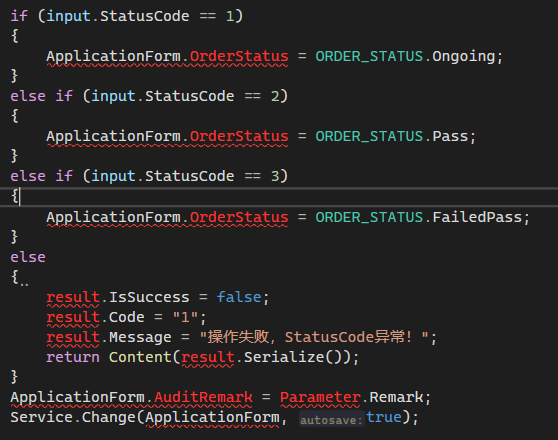 if (input.StatusCode == 1)
{
    ApplicationForm.OrderStatus = ORDER_STATUS.Ongoing;
}
else if (input.StatusCode == 2)
{
    ApplicationForm.OrderStatus = ORDER_STATUS.Pass;
}
else if (input.StatusCode == 3)
{
    ApplicationForm.OrderStatus = ORDER_STATUS.FailedPass;
}
else
{
    result.IsSuccess = false;
    result.Code = "1";
    result.Message = "操作失败，StatusCode异常！";
    return Content(result.Serialize());
}
ApplicationForm.AuditRemark = Parameter.Remark;
Service.Change(ApplicationForm, autosave:true);